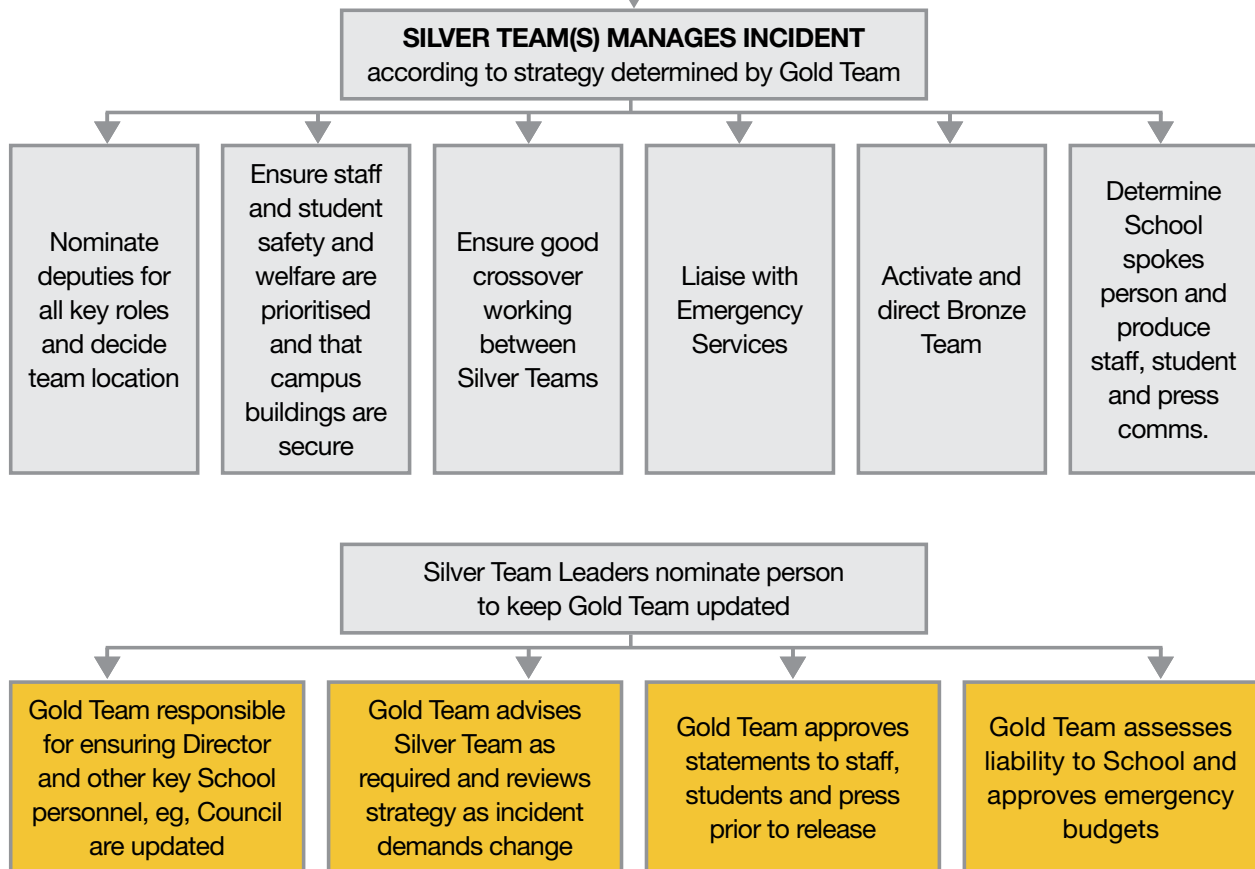 SILVER TEAM(S) MANAGES INCIDENT
according to strategy determined by Gold Team
Nominate
deputies for
all key roles
and decide
team location
Ensure staff
and student
safety and
welfare are
prioritised
and that
campus
buildings are
secure
Ensure good
crossover
working
between
Silver Teams
Liaise with
Emergency
Services
Activate and
direct Bronze
Team
Determine
School
spokes
person and
produce
staff, student
and press
comms.
Silver Team Leaders nominate person
to keep Gold Team updated
Gold Team responsible
for ensuring Director
and other key School
personnel, eg, Council
are updated
Gold Team advises
Silver Team as
required and reviews
strategy as incident
demands change
Gold Team approves
statements to staff,
students and press
prior to release
Gold Team assesses
liability to School and
approves emergency
budgets